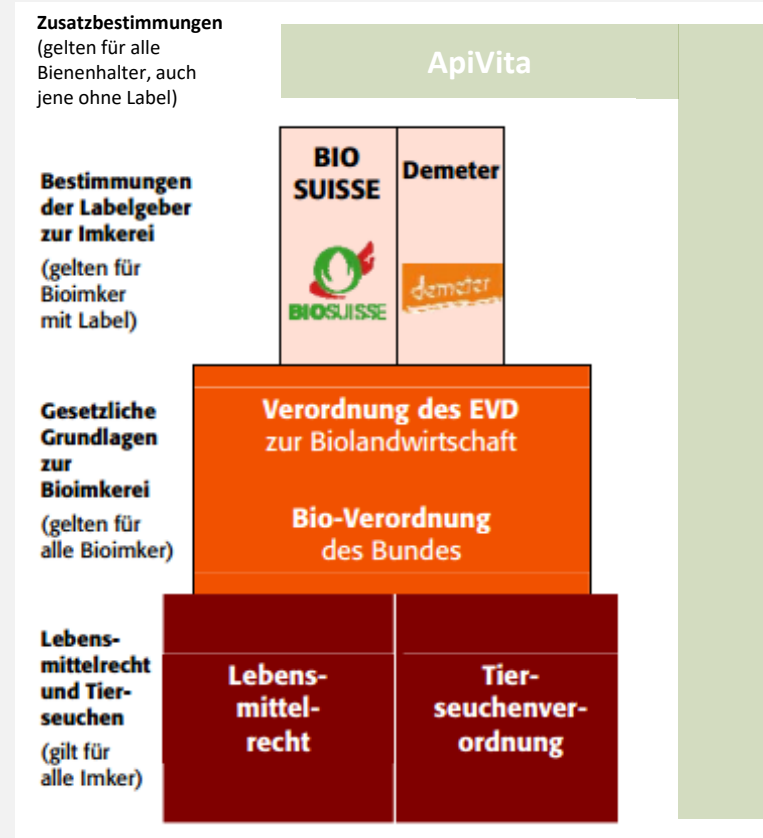 Zusatzbestimmungen
(gelten für alle
Bienenhalter, auch
jene ohne Label)
ApiVita
Bestimmungen
der Labelgeber
zur Imkerei
(gelten für
Bioimker
mit Label)
BIO
SUISSE
BIOSUISSE
Demeter
demeter
Gesetzliche
Grundlagen
zur
Bioimkerei
(gelten für
alle Bioimker)
Verordnung des EVD
zur Biolandwirtschaft
Bio-Verordnung
des Bundes
Lebens-
mittelrecht
und Tier-
seuchen
(gilt für
alle Imker)
Lebens-
mittel-
recht
Tier-
seuchenver-
ordnung